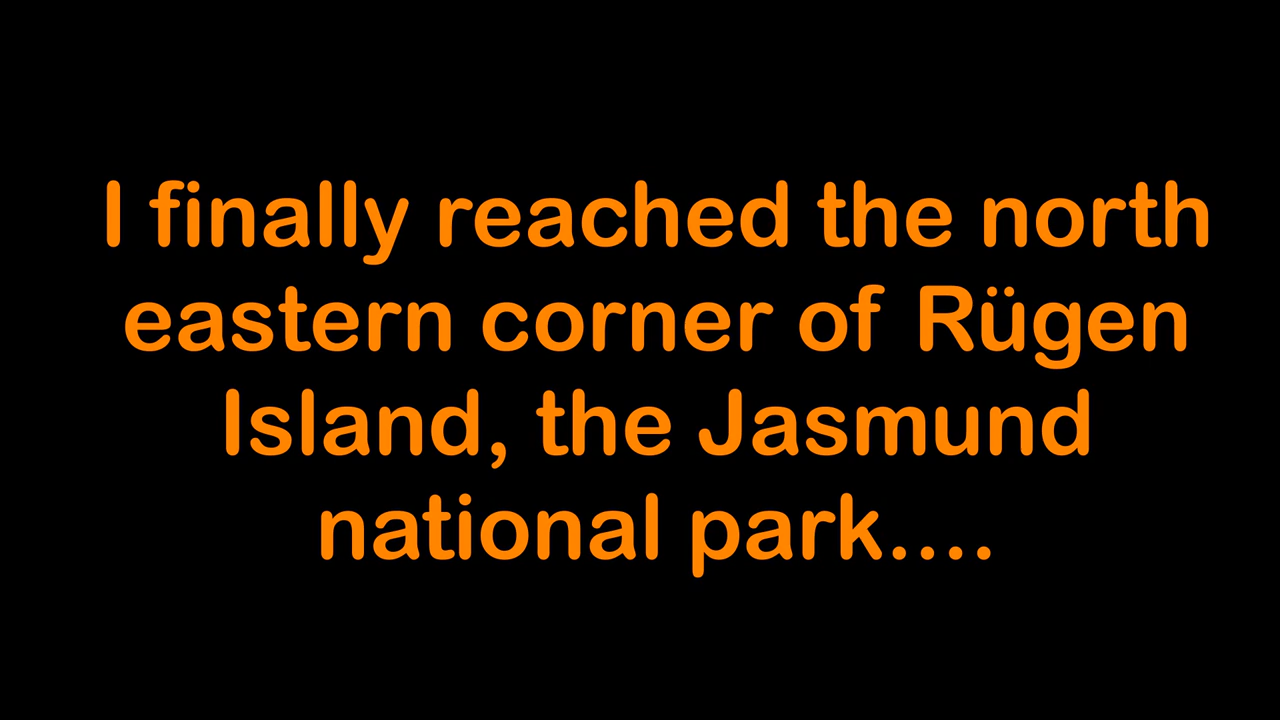 I finally reached the north
eastern corner of Rügen
Island, the Jasmund
national park....